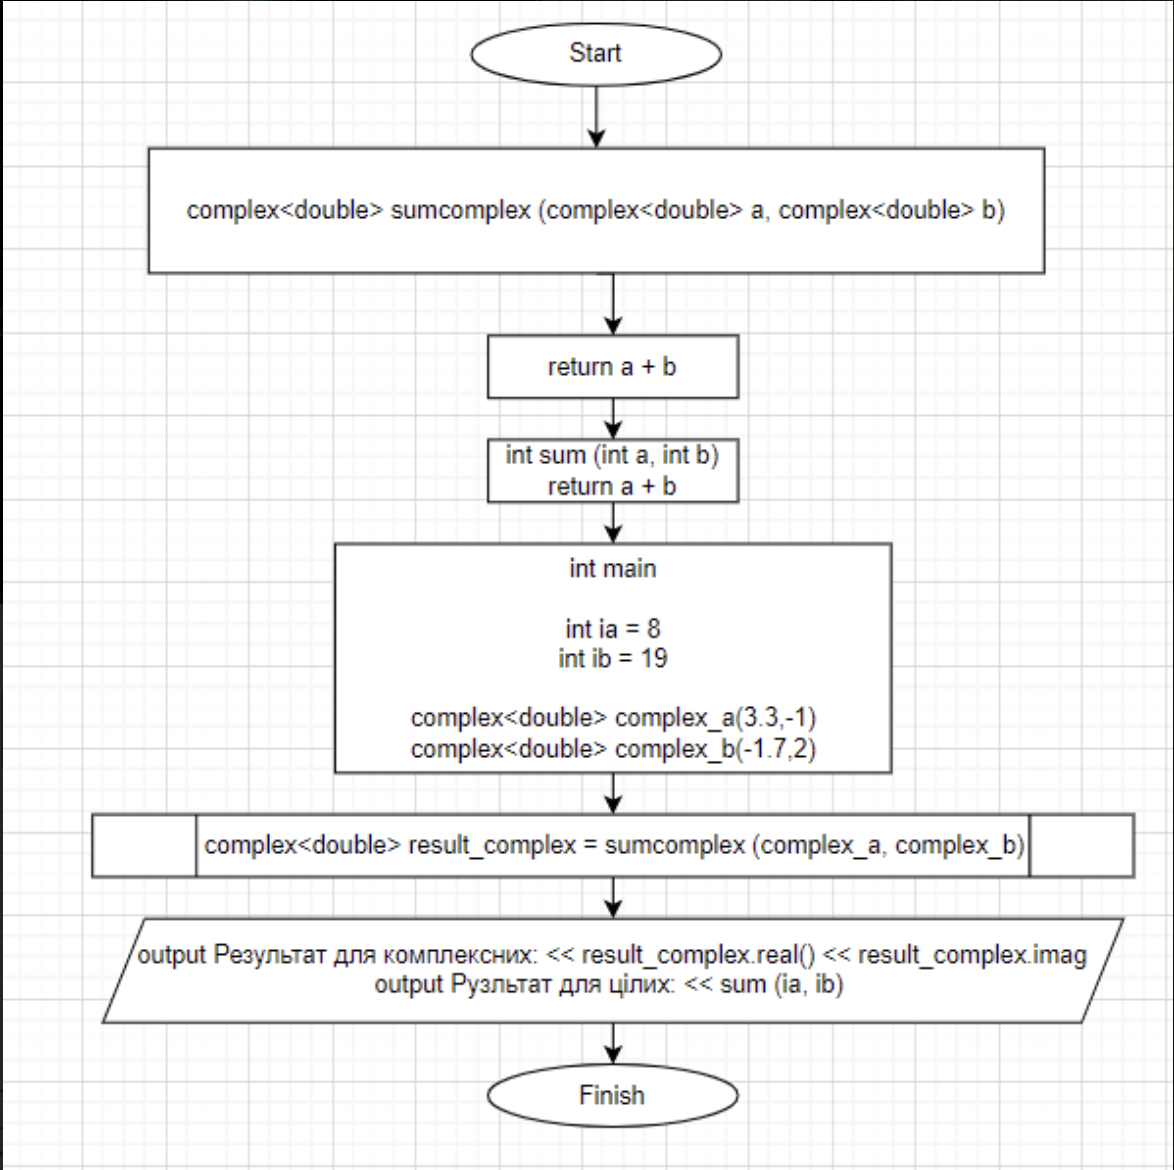 Start
complex<double> sumcomplex (complex<double> a, complex<double> b)
return a + b
int sum (int a, int b)
return a + b
int main
int ia = 8
int ib = 19
complex<double> complex_a(3.3,-1)
complex<double> complex_b(-1.7,2)
complex<double> result_complex = sumcomplex (complex_a, complex_b)
output Результат для комплексних: << result_complex.real() << result_complex.imag
output Рузльтат для цілих: << sum (ia, ib)
Finish